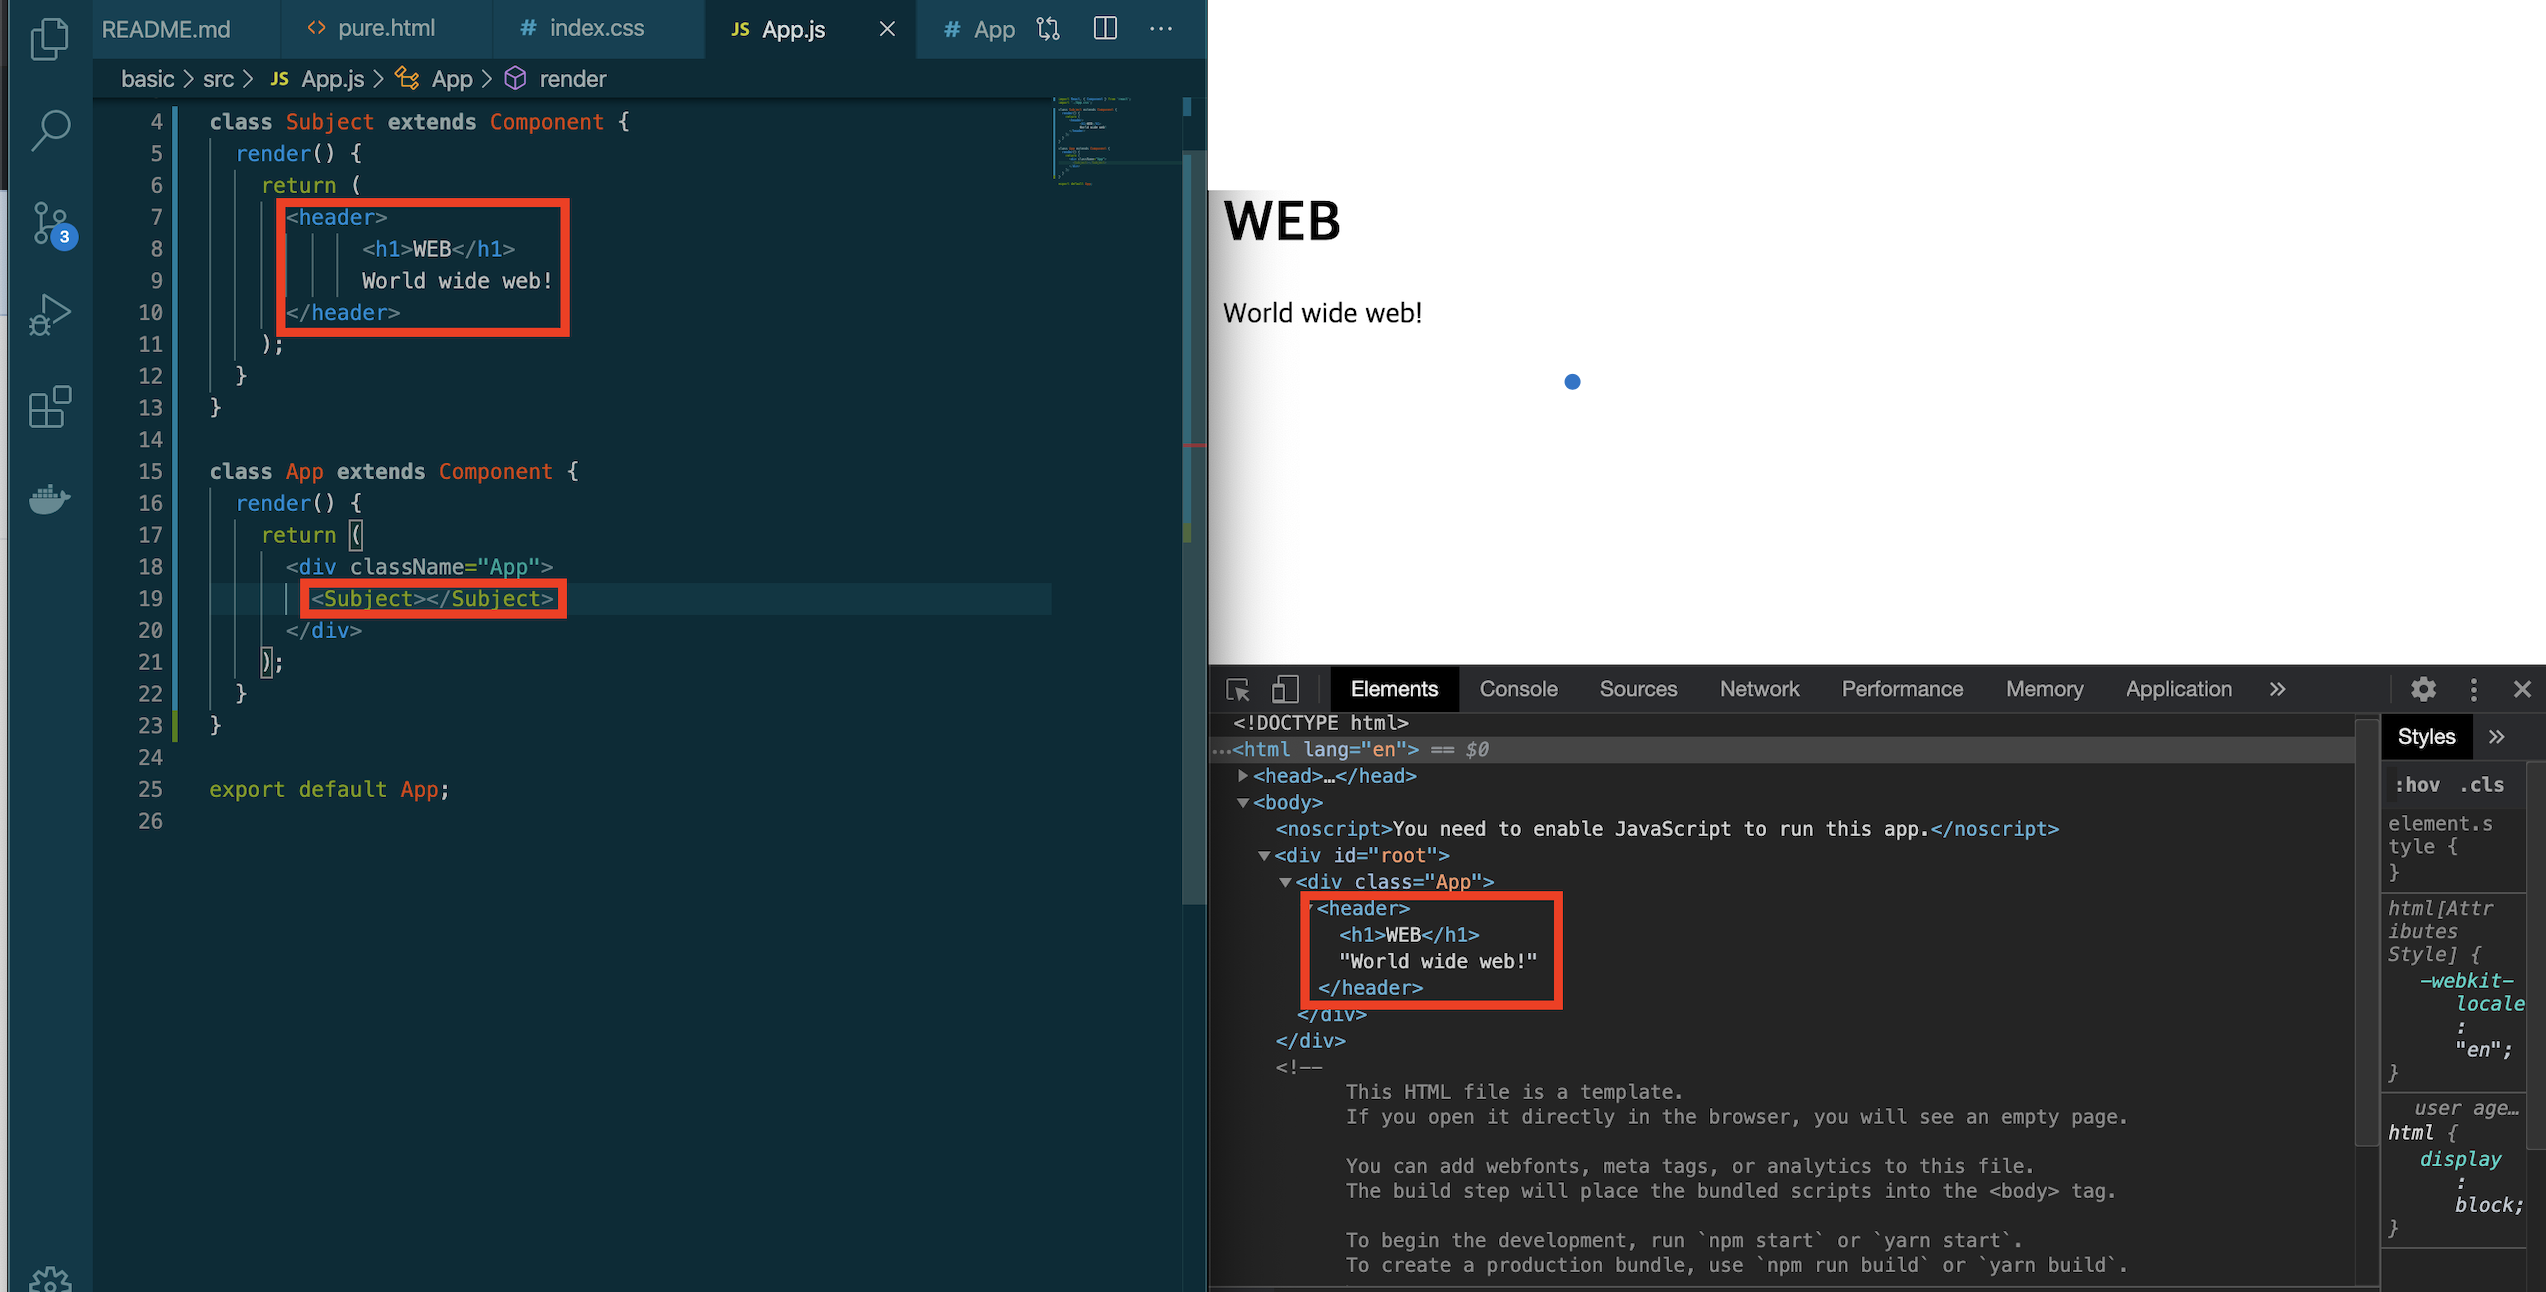 README.md
<> pure.html
# index.css
JS App.js
# App
basic > src > JS App.js > App > render
4 class Subject extends Component {
5 render() {
6 return (
7 <header>
8 <h1>WEB</h1>
9 World wide web!
10 </header>
11 );
12 }
13 }
14
15 class App extends Component {
16 render() {
17 return (
18 <div className="App">
19 <Subject></Subject>
20 </div>
21 );
22 }
23 }
24
25 export default App;
26
3
WEB
World wide web!
Elements Console Sources Network Performance Memory Application »
<!DOCTYPE html>
...<html lang="en"> == $0
<head>…</head>
<body>
<noscript>You need to enable JavaScript to run this app.</noscript>
<div id="root">
<div class="App">
<header>
<h1>WEB</h1>
"World wide web!"
</header>
</div>
</div>
<!--
This HTML file is a template.
If you open it directly in the browser, you will see an empty page.
You can add webfonts, meta tags, or analytics to this file.
The build step will place the bundled scripts into the <body> tag.
To begin the development, run `npm start` or `yarn start`.
To create a production bundle, use `npm run build` or `yarn build`.
Styles »
:hov .cls
element.s
tyle {
}
html[Attr
ibutes
Style] {
-webkit-
locale
:
"en";
}
user age…
html {
display
:
block;
}